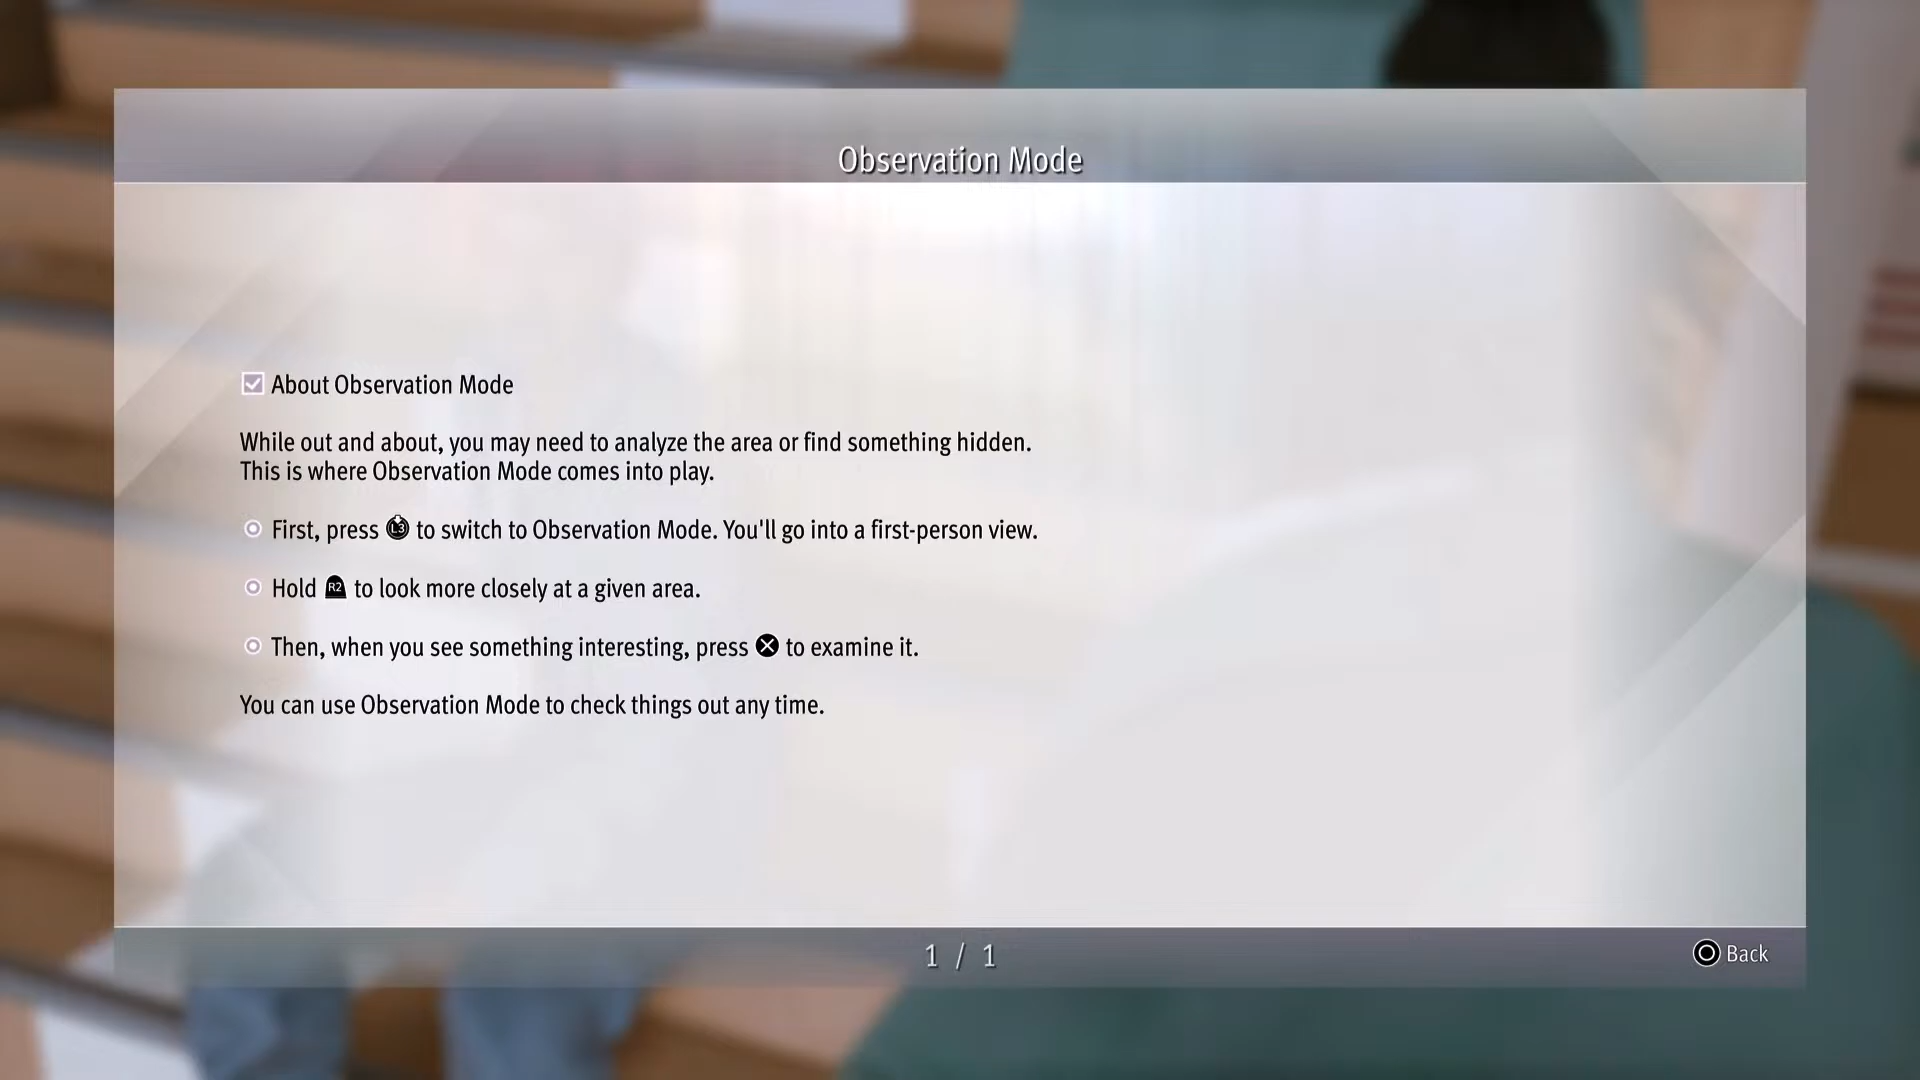 Observation Mode
About Observation Mode
While out and about, you may need to analyze the area or find something hidden.
This is where Observation Mode comes into play.
First, press L3 to switch to Observation Mode. You'll go into a first-person view.
Hold R2 to look more closely at a given area.
Then, when you see something interesting, press to examine it.
You can use Observation Mode to check things out any time.
1 / 1
Back